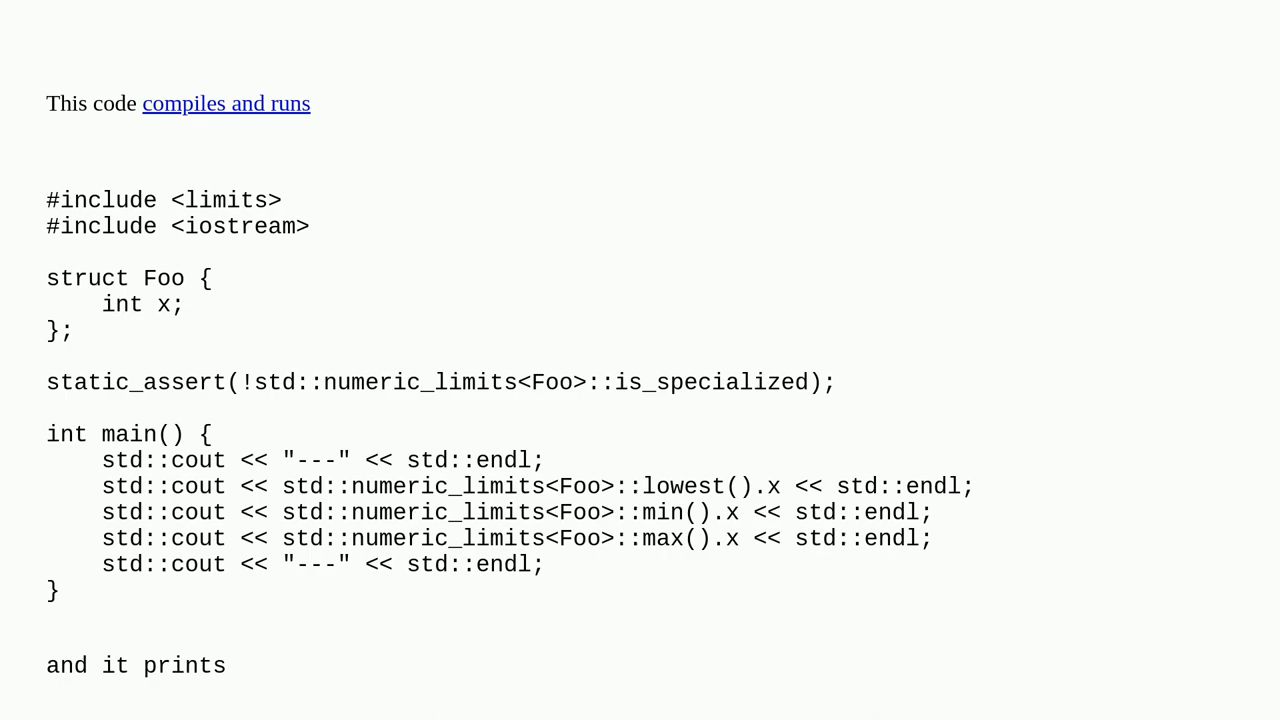 This code compiles and runs
#include <limits>
#include <iostream>
struct Foo {
    int x;
};
static_assert(!std::numeric_limits<Foo>::is_specialized);
int main() {
    std::cout << "---" << std::endl;
    std::cout << std::numeric_limits<Foo>::lowest().x << std::endl;
    std::cout << std::numeric_limits<Foo>::min().x << std::endl;
    std::cout << std::numeric_limits<Foo>::max().x << std::endl;
    std::cout << "---" << std::endl;
}
and it prints